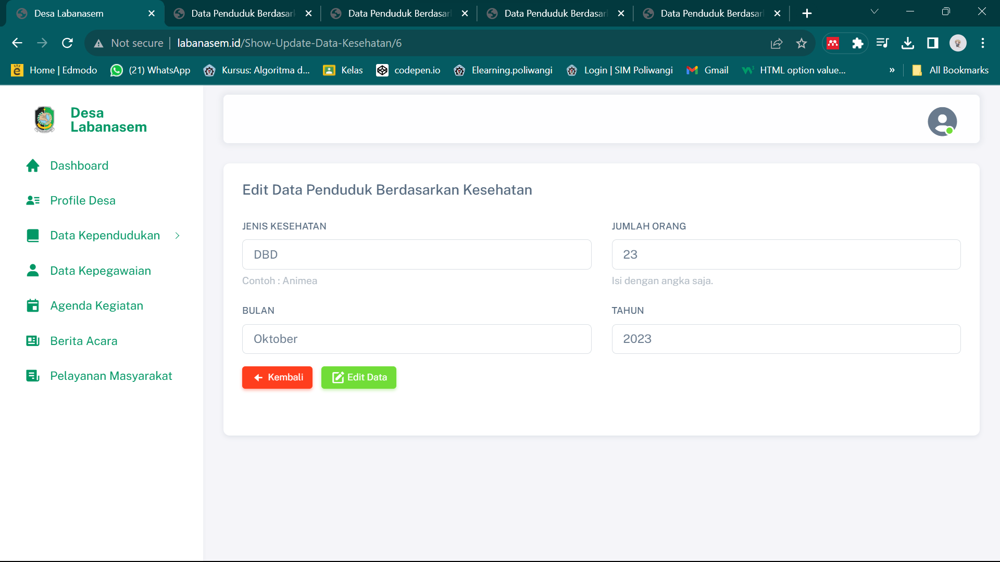 Desa Labanasem
Data Penduduk Berdasar
Data Penduduk Berdasar
Data Penduduk Berdasar
Data Penduduk Berdasar
Not secure
labanasem.id/Show-Update-Data-Kesehatan/6
Home | Edmodo
(21) WhatsApp
Kursus: Algoritma d...
Kelas
codepen.io
Elearning.poliwangi
Login | SIM Poliwangi
Gmail
HTML option value...
»
All Bookmarks
Desa
Labanasem
Dashboard
Profile Desa
Data Kependudukan
Data Kepegawaian
Agenda Kegiatan
Berita Acara
Pelayanan Masyarakat
Edit Data Penduduk Berdasarkan Kesehatan
JENIS KESEHATAN
JUMLAH ORANG
DBD
23
Contoh : Animea
Isi dengan angka saja.
BULAN
TAHUN
Oktober
2023
Kembali
Edit Data